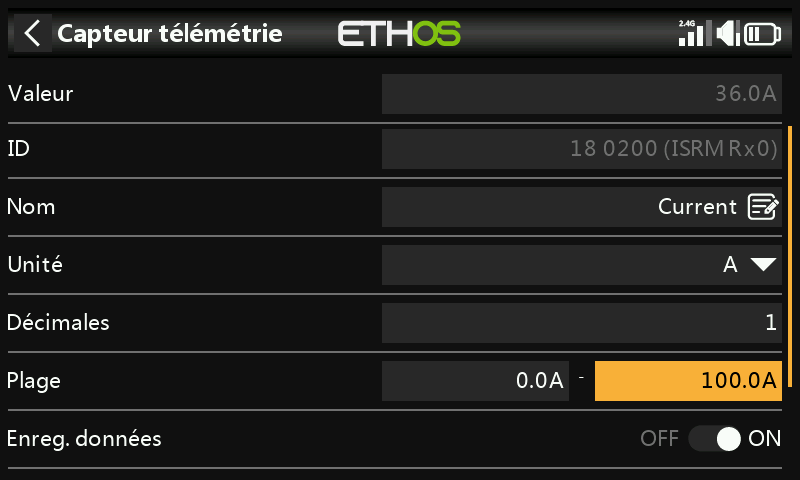 Capteur télémétrie ETHOS 2.4G
Valeur 36.0A
ID 18 0200 (ISRM Rx0)
Nom Current
Unité A
Décimales 1
Plage 0.0A - 100.0A
Enreg. données OFF ON